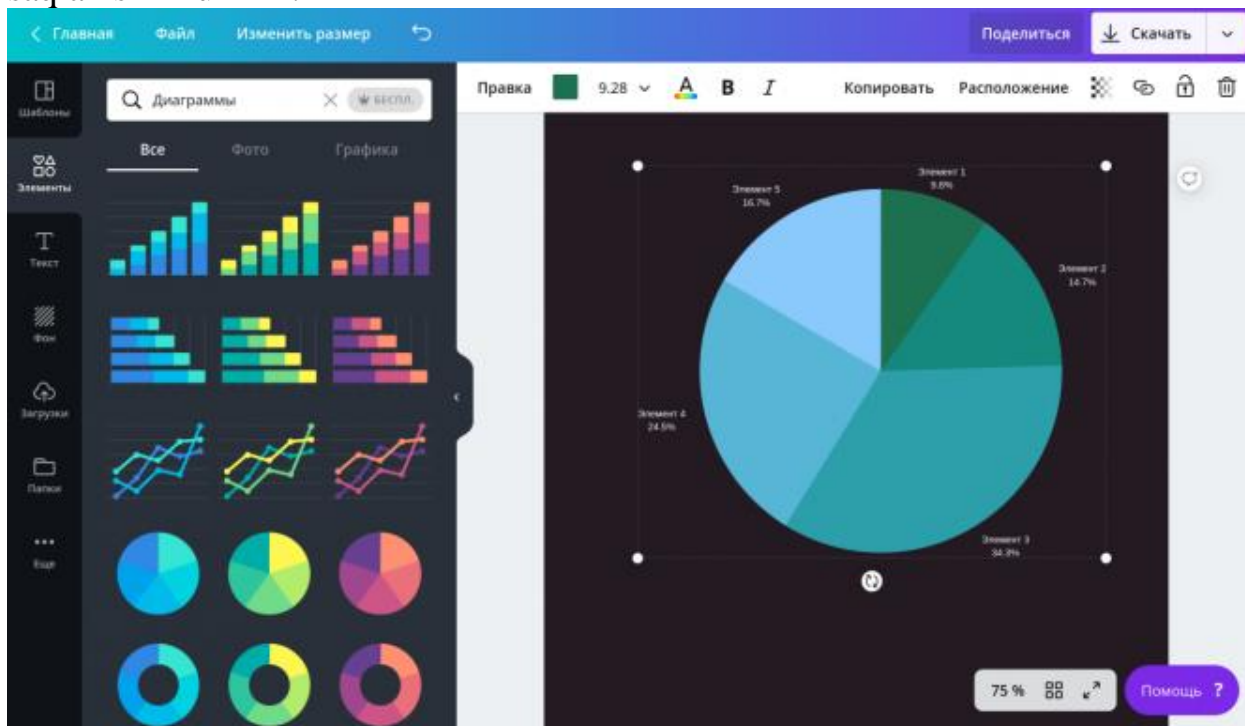 < Главная Файл Изменить размер Поделиться Скачать
Шаблоны
Элементы
Текст
Фон
Загрузки
Папки
Еще
Диаграммы БЕСПЛ.
Все Фото Графика
Правка 9.28 A B I Копировать Расположение
Элемент 1
9.8%
Элемент 5
16.7%
Элемент 2
14.7%
Элемент 4
24.5%
Элемент 3
34.3%
75 % Помощь ?